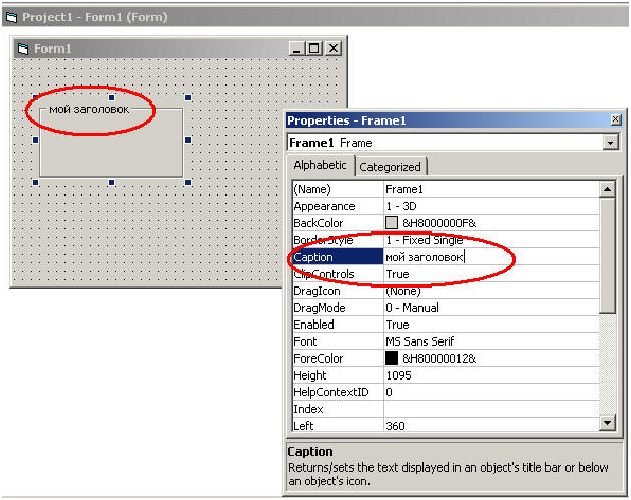 Project1 - Form1 (Form)
Form1
мой заголовок
Properties - Frame1
Frame1 Frame
Alphabetic Categorized
(Name) Frame1
Appearance 1 - 3D
BackColor &H8000000F&
BorderStyle 1 - Fixed Single
Caption мой заголовок
ClipControls True
DragIcon (None)
DragMode 0 - Manual
Enabled True
Font MS Sans Serif
ForeColor &H80000012&
Height 1095
HelpContextID 0
Index
Left 360
Caption
Returns/sets the text displayed in an object's title bar or below
an object's icon.